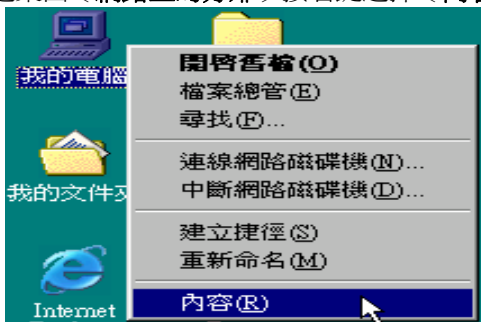 我的電腦
開啓舊檔(O)
檔案總管(E)
尋找(F)...
連線網路磁碟機(N)...
中斷網路磁碟機(D)...
我的文件夾
建立捷徑(S)
重新命名(M)
內容(R)
Internet